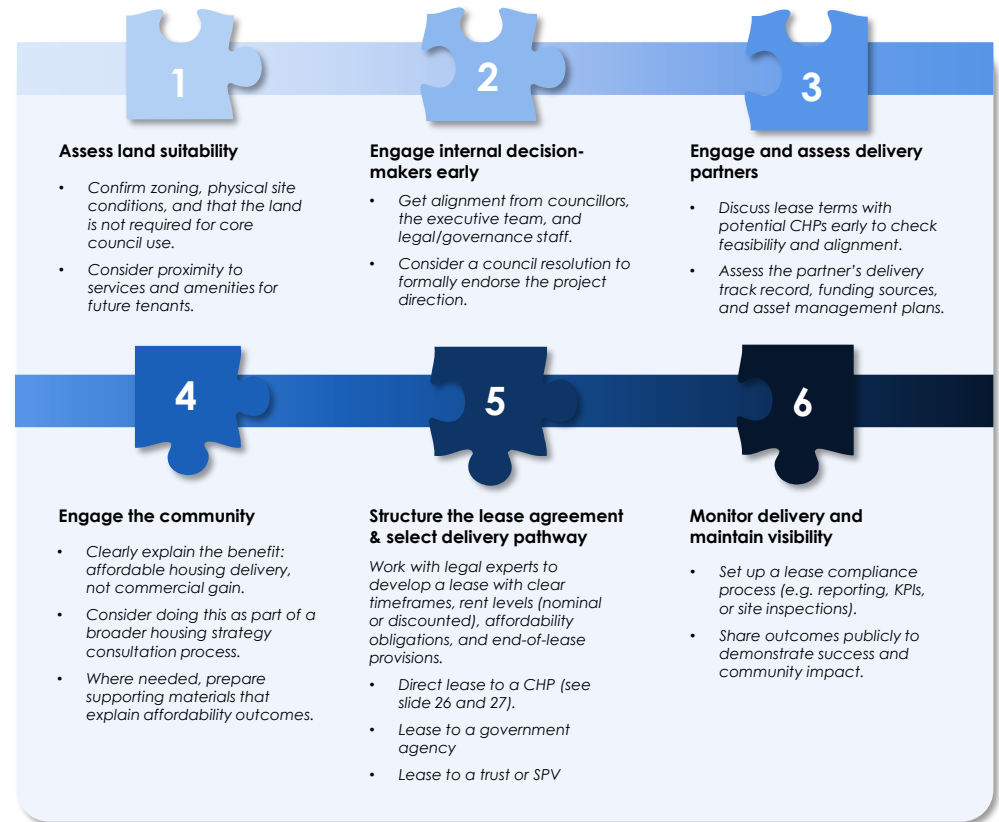 1
Assess land suitability
• Confirm zoning, physical site
conditions, and that the land
is not required for core
council use.
• Consider proximity to
services and amenities for
future tenants.
2
Engage internal decision-
makers early
• Get alignment from councillors,
the executive team, and
legal/governance staff.
• Consider a council resolution to
formally endorse the project
direction.
3
Engage and assess delivery
partners
• Discuss lease terms with
potential CHPs early to check
feasibility and alignment.
• Assess the partner's delivery
track record, funding sources,
and asset management plans.
4
Engage the community
• Clearly explain the benefit:
affordable housing delivery,
not commercial gain.
• Consider doing this as part of a
broader housing strategy
consultation process.
• Where needed, prepare
supporting materials that
explain affordability outcomes.
5
Structure the lease agreement
& select delivery pathway
Work with legal experts to
develop a lease with clear
timeframes, rent levels (nominal
or discounted), affordability
obligations, and end-of-lease
provisions.
• Direct lease to a CHP (see
slide 26 and 27).
• Lease to a government
agency
• Lease to a trust or SPV
6
Monitor delivery and
maintain visibility
• Set up a lease compliance
process (e.g. reporting, KPIs,
or site inspections).
• Share outcomes publicly to
demonstrate success and
community impact.